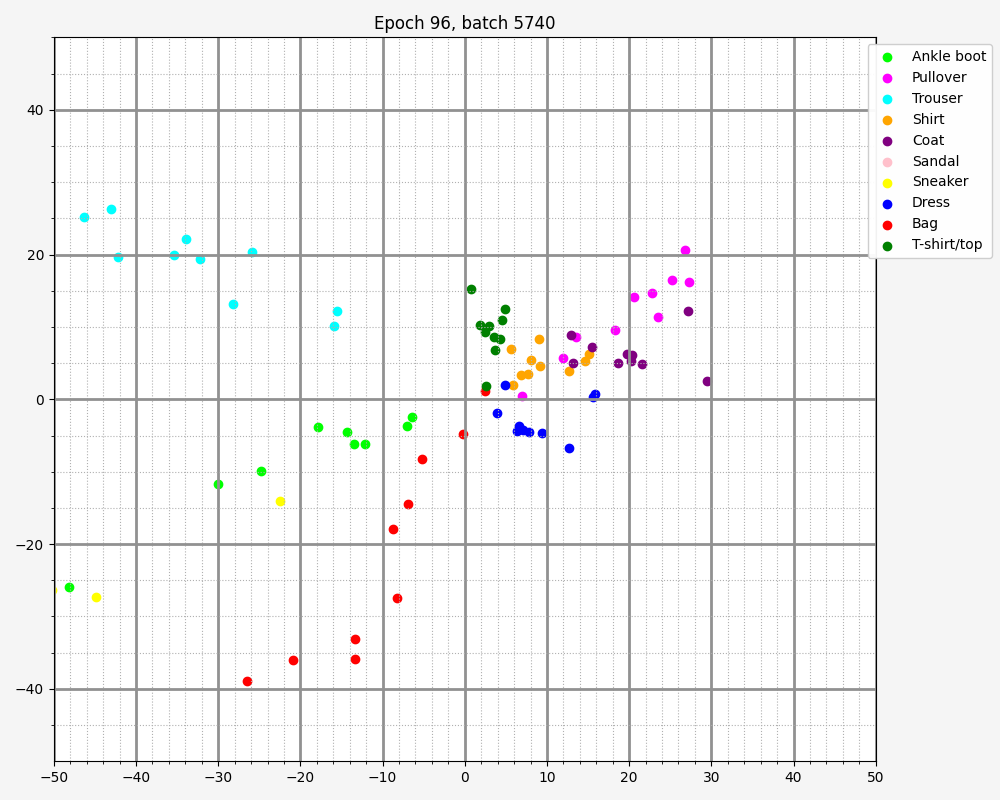 Epoch 96, batch 5740
Ankle boot
Pullover
Trouser
Shirt
Coat
Sandal
Sneaker
Dress
Bag
T-shirt/top
40
20
0
−20
−40
−50
−40
−30
−20
−10
0
10
20
30
40
50